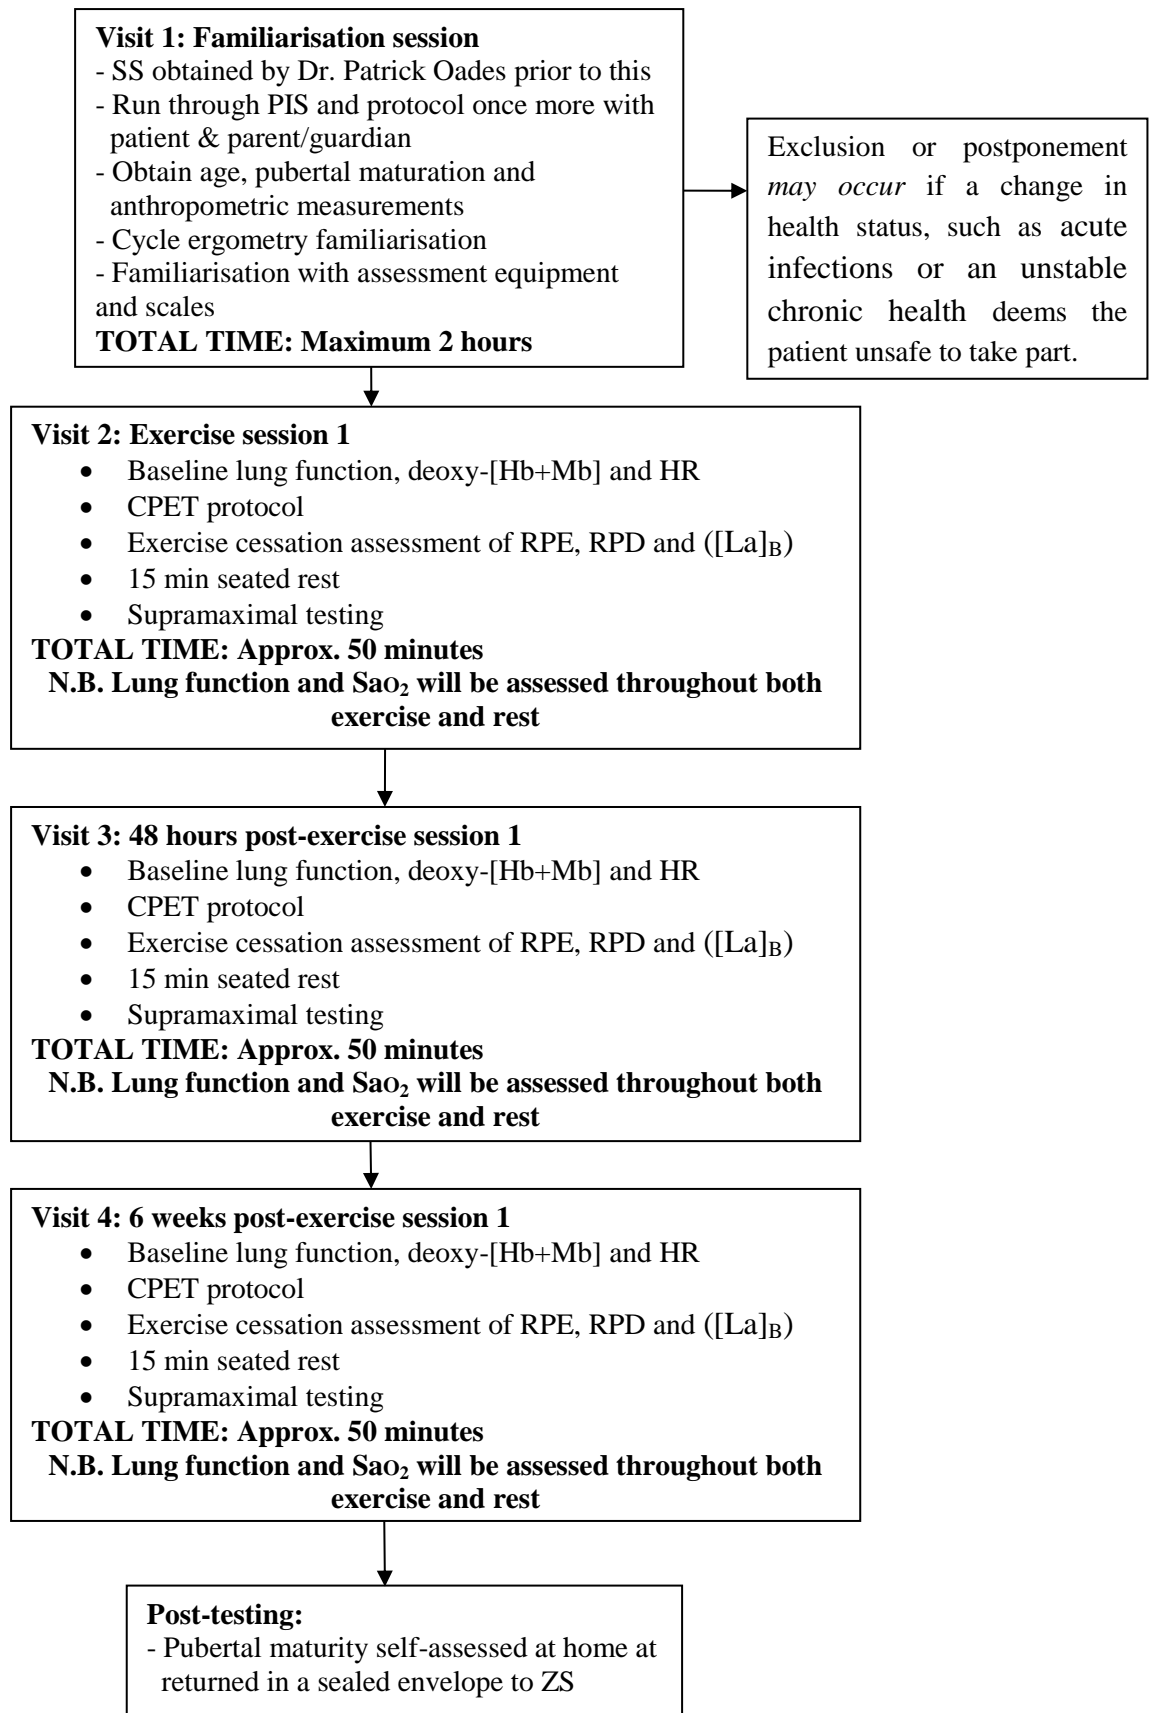 Visit 1: Familiarisation session
- SS obtained by Dr. Patrick Oades prior to this
- Run through PIS and protocol once more with
patient & parent/guardian
- Obtain age, pubertal maturation and
anthropometric measurements
- Cycle ergometry familiarisation
- Familiarisation with assessment equipment
and scales
TOTAL TIME: Maximum 2 hours
Exclusion or postponement
may occur if a change in
health status, such as acute
infections or an unstable
chronic health deems the
patient unsafe to take part.
Visit 2: Exercise session 1
• Baseline lung function, deoxy-[Hb+Mb] and HR
• CPET protocol
• Exercise cessation assessment of RPE, RPD and ([La]B)
• 15 min seated rest
• Supramaximal testing
TOTAL TIME: Approx. 50 minutes
N.B. Lung function and SaO2 will be assessed throughout both
exercise and rest
Visit 3: 48 hours post-exercise session 1
• Baseline lung function, deoxy-[Hb+Mb] and HR
• CPET protocol
• Exercise cessation assessment of RPE, RPD and ([La]B)
• 15 min seated rest
• Supramaximal testing
TOTAL TIME: Approx. 50 minutes
N.B. Lung function and SaO2 will be assessed throughout both
exercise and rest
Visit 4: 6 weeks post-exercise session 1
• Baseline lung function, deoxy-[Hb+Mb] and HR
• CPET protocol
• Exercise cessation assessment of RPE, RPD and ([La]B)
• 15 min seated rest
• Supramaximal testing
TOTAL TIME: Approx. 50 minutes
N.B. Lung function and SaO2 will be assessed throughout both
exercise and rest
Post-testing:
- Pubertal maturity self-assessed at home at
returned in a sealed envelope to ZS